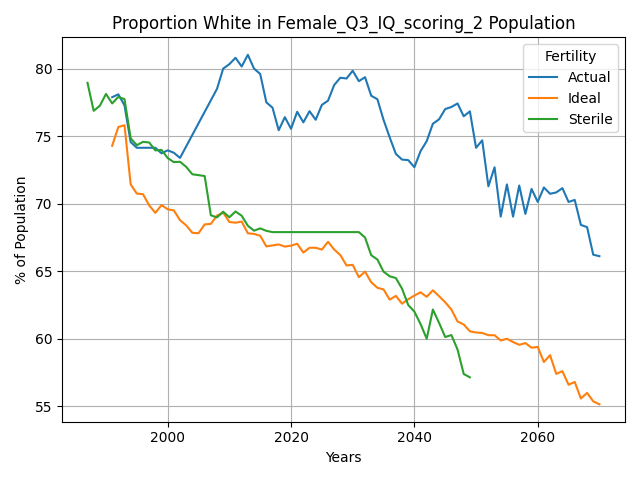 Proportion White in Female_Q3_IQ_scoring_2 Population
Fertility
Actual
Ideal
Sterile
% of Population
80
75
70
65
60
55
2000
2020
2040
2060
Years